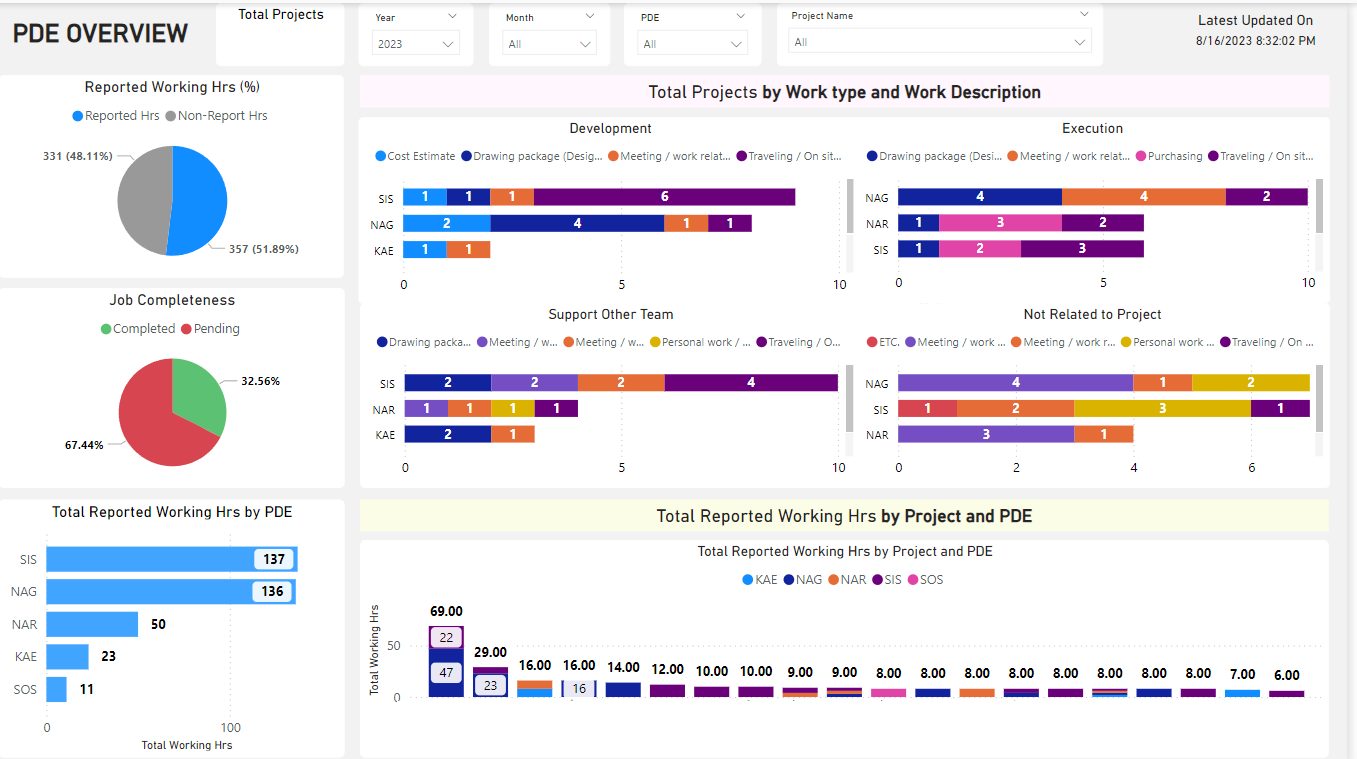 PDE OVERVIEW
Total Projects
Year
2023
Month
All
PDE
All
Project Name
All
Latest Updated On
8/16/2023 8:32:02 PM
Reported Working Hrs (%)
Reported Hrs Non-Report Hrs
331 (48.11%)
357 (51.89%)
Job Completeness
Completed Pending
32.56%
67.44%
Total Reported Working Hrs by PDE
SIS 137
NAG 136
NAR 50
KAE 23
SOS 11
0 100
Total Working Hrs
Total Projects by Work type and Work Description
Development
Cost Estimate Drawing package (Desig... Meeting / work relat... Traveling / On sit...
SIS 1 1 1 6
NAG 2 4 1 1
KAE 1 1
0 5 10
Execution
Drawing package (Desi... Meeting / work relat... Purchasing Traveling / On sit...
NAG 4 4 2
NAR 1 3 2
SIS 1 2 3
0 5 10
Support Other Team
Drawing packa... Meeting / w... Meeting / w... Personal work / ... Traveling / O...
SIS 2 2 2 4
NAR 1 1 1 1
KAE 2 1
0 5 10
Not Related to Project
ETC. Meeting / work ... Meeting / work r... Personal work ... Traveling / On ...
NAG 4 1 2
SIS 1 2 3 1
NAR 3 1
0 2 4 6
Total Reported Working Hrs by Project and PDE
Total Reported Working Hrs by Project and PDE
KAE NAG NAR SIS SOS
Total Working Hrs
50
0
69.00 29.00 16.00 16.00 14.00 12.00 10.00 10.00 9.00 9.00 8.00 8.00 8.00 8.00 8.00 8.00 8.00 8.00 7.00 6.00
22
47 23 16